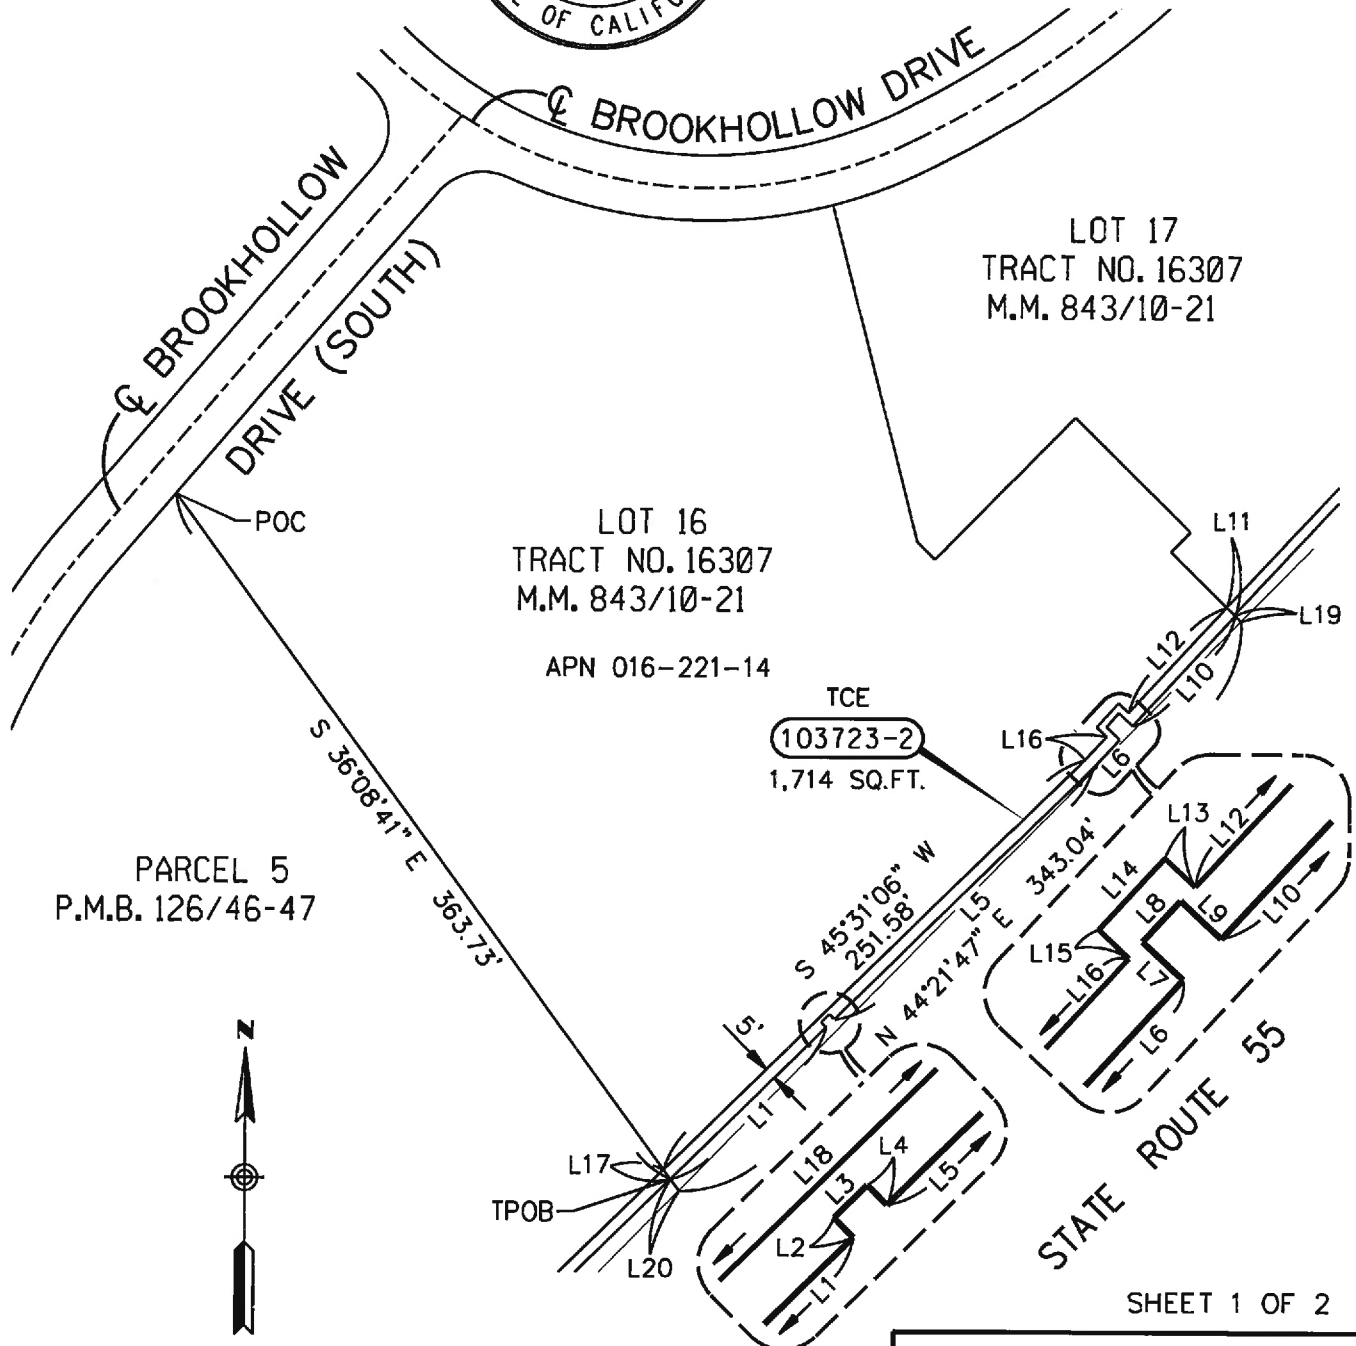 OF CALIFO
℄ BROOKHOLLOW DRIVE
℄ BROOKHOLLOW
DRIVE (SOUTH)
LOT 17
TRACT NO. 16307
M.M. 843/10-21
POC
LOT 16
TRACT NO. 16307
M.M. 843/10-21
APN 016-221-14
L11
L19
L12
L10
TCE
103723-2
1,714 SQ.FT.
L16
L6
S 36°08'41" E 363.73'
PARCEL 5
P.M.B. 126/46-47
S 45°31'06" W
251.58'
L5
N 44°21'47" E 343.04'
L13
L12
L14
L8
L9
L10
L15
L16
L7
L6
5'
L1
N
L17
TPOB
L20
L18
L4
L3
L5
L2
L1
STATE ROUTE 55
SHEET 1 OF 2